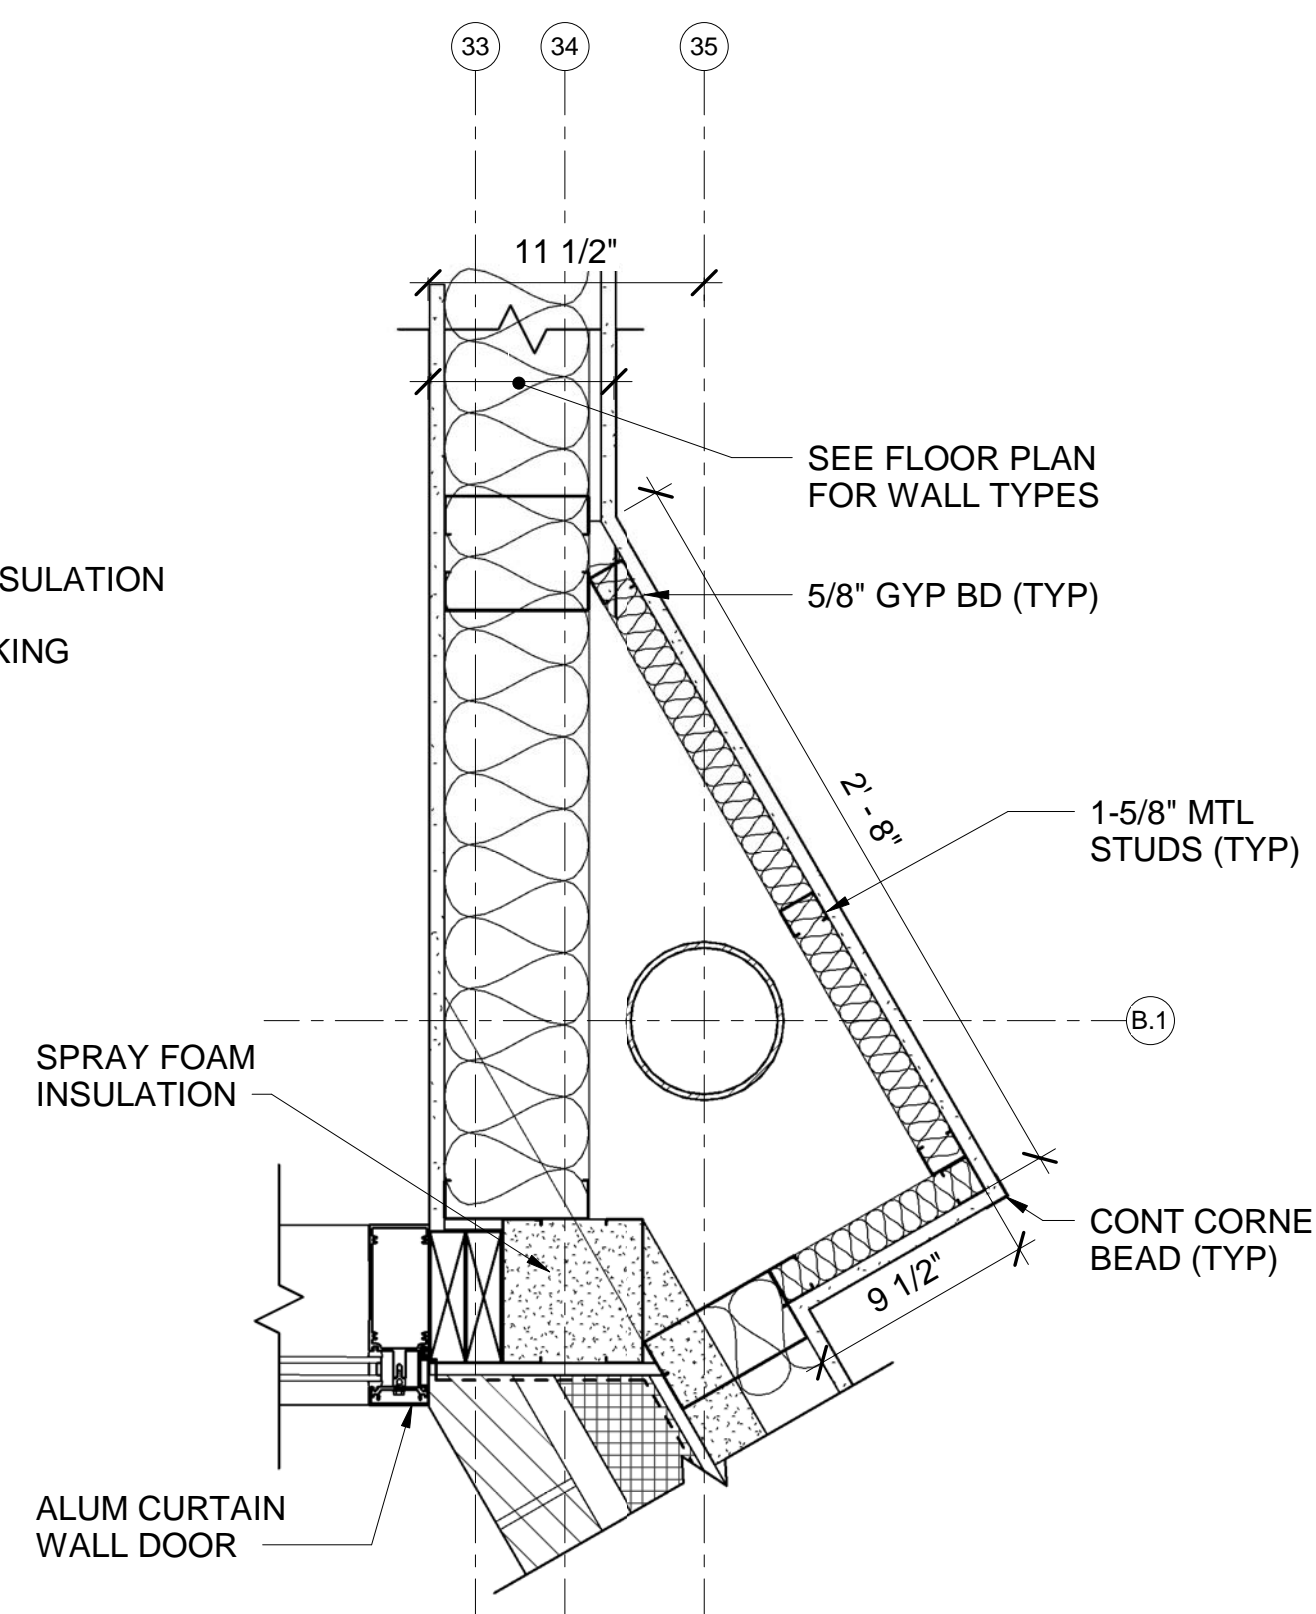 33 34 35
11 1/2"
SEE FLOOR PLAN
FOR WALL TYPES
SULATION
5/8" GYP BD (TYP)
KING
2' - 8"
1-5/8" MTL
STUDS (TYP)
B.1
SPRAY FOAM
INSULATION
CONT CORNE
BEAD (TYP)
9 1/2"
ALUM CURTAIN
WALL DOOR